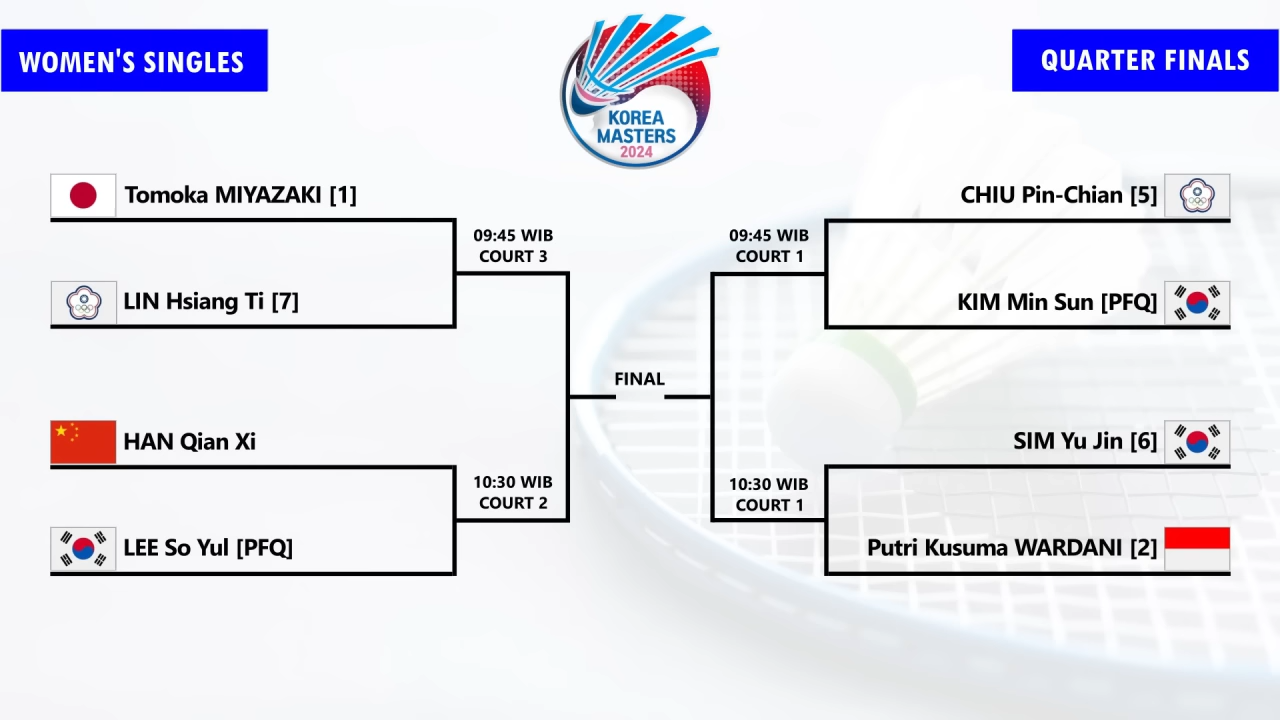 WOMEN'S SINGLES
QUARTER FINALS
KOREA
MASTERS
2024
Tomoka MIYAZAKI [1]
LIN Hsiang Ti [7]
09:45 WIB
COURT 3
HAN Qian Xi
LEE So Yul [PFQ]
10:30 WIB
COURT 2
FINAL
CHIU Pin-Chian [5]
KIM Min Sun [PFQ]
09:45 WIB
COURT 1
SIM Yu Jin [6]
Putri Kusuma WARDANI [2]
10:30 WIB
COURT 1